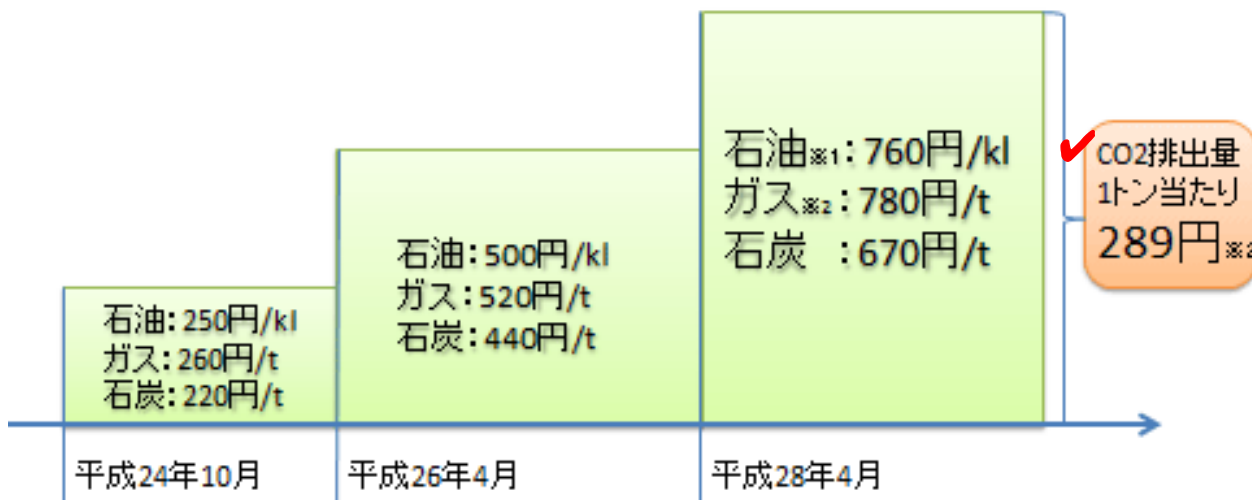 石油※1：760円/kl
ガス※2：780円/t
石炭　：670円/t
CO2排出量
1トン当たり
289円※2
石油：500円/kl
ガス：520円/t
石炭：440円/t
石油：250円/kl
ガス：260円/t
石炭：220円/t
平成24年10月
平成26年4月
平成28年4月